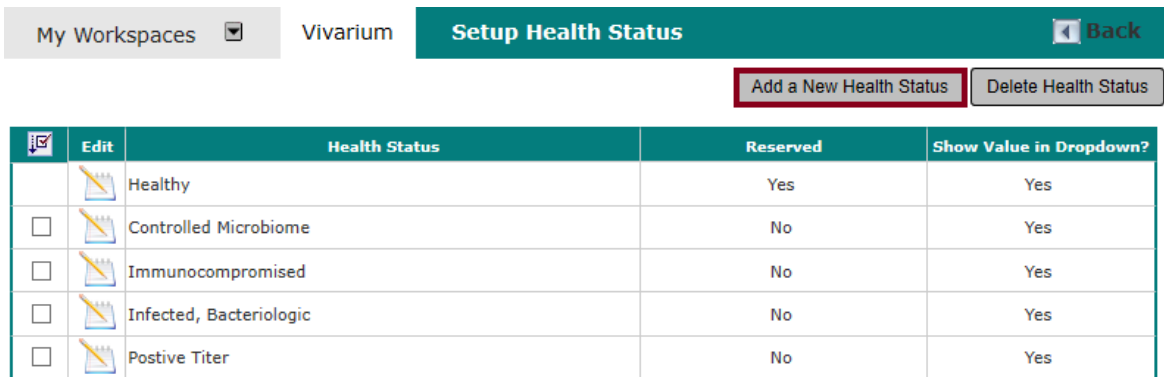 My Workspaces Vivarium Setup Health Status Back
Add a New Health Status Delete Health Status
Edit Health Status Reserved Show Value in Dropdown?
Healthy Yes Yes
Controlled Microbiome No Yes
Immunocompromised No Yes
Infected, Bacteriologic No Yes
Postive Titer No Yes